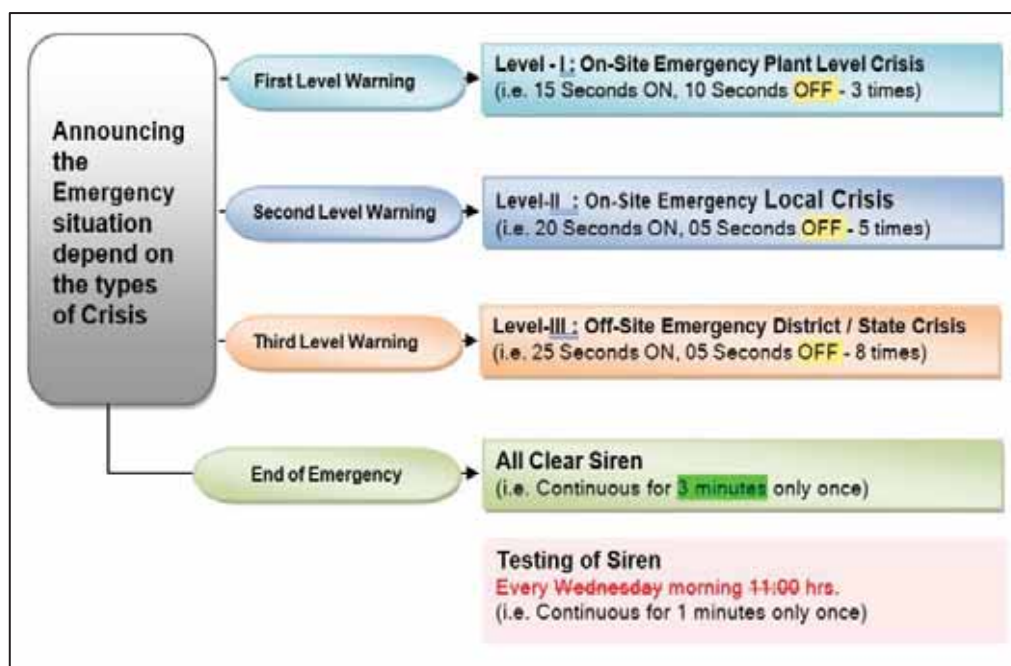 Announcing
the
Emergency
situation
depend on
the types
of Crisis
First Level Warning
Level - I : On-Site Emergency Plant Level Crisis
(i.e. 15 Seconds ON, 10 Seconds OFF - 3 times)
Second Level Warning
Level-II : On-Site Emergency Local Crisis
(i.e. 20 Seconds ON, 05 Seconds OFF - 5 times)
Third Level Warning
Level-III : Off-Site Emergency District / State Crisis
(i.e. 25 Seconds ON, 05 Seconds OFF - 8 times)
End of Emergency
All Clear Siren
(i.e. Continuous for 3 minutes only once)
Testing of Siren
Every Wednesday morning 11:00 hrs.
(i.e. Continuous for 1 minutes only once)